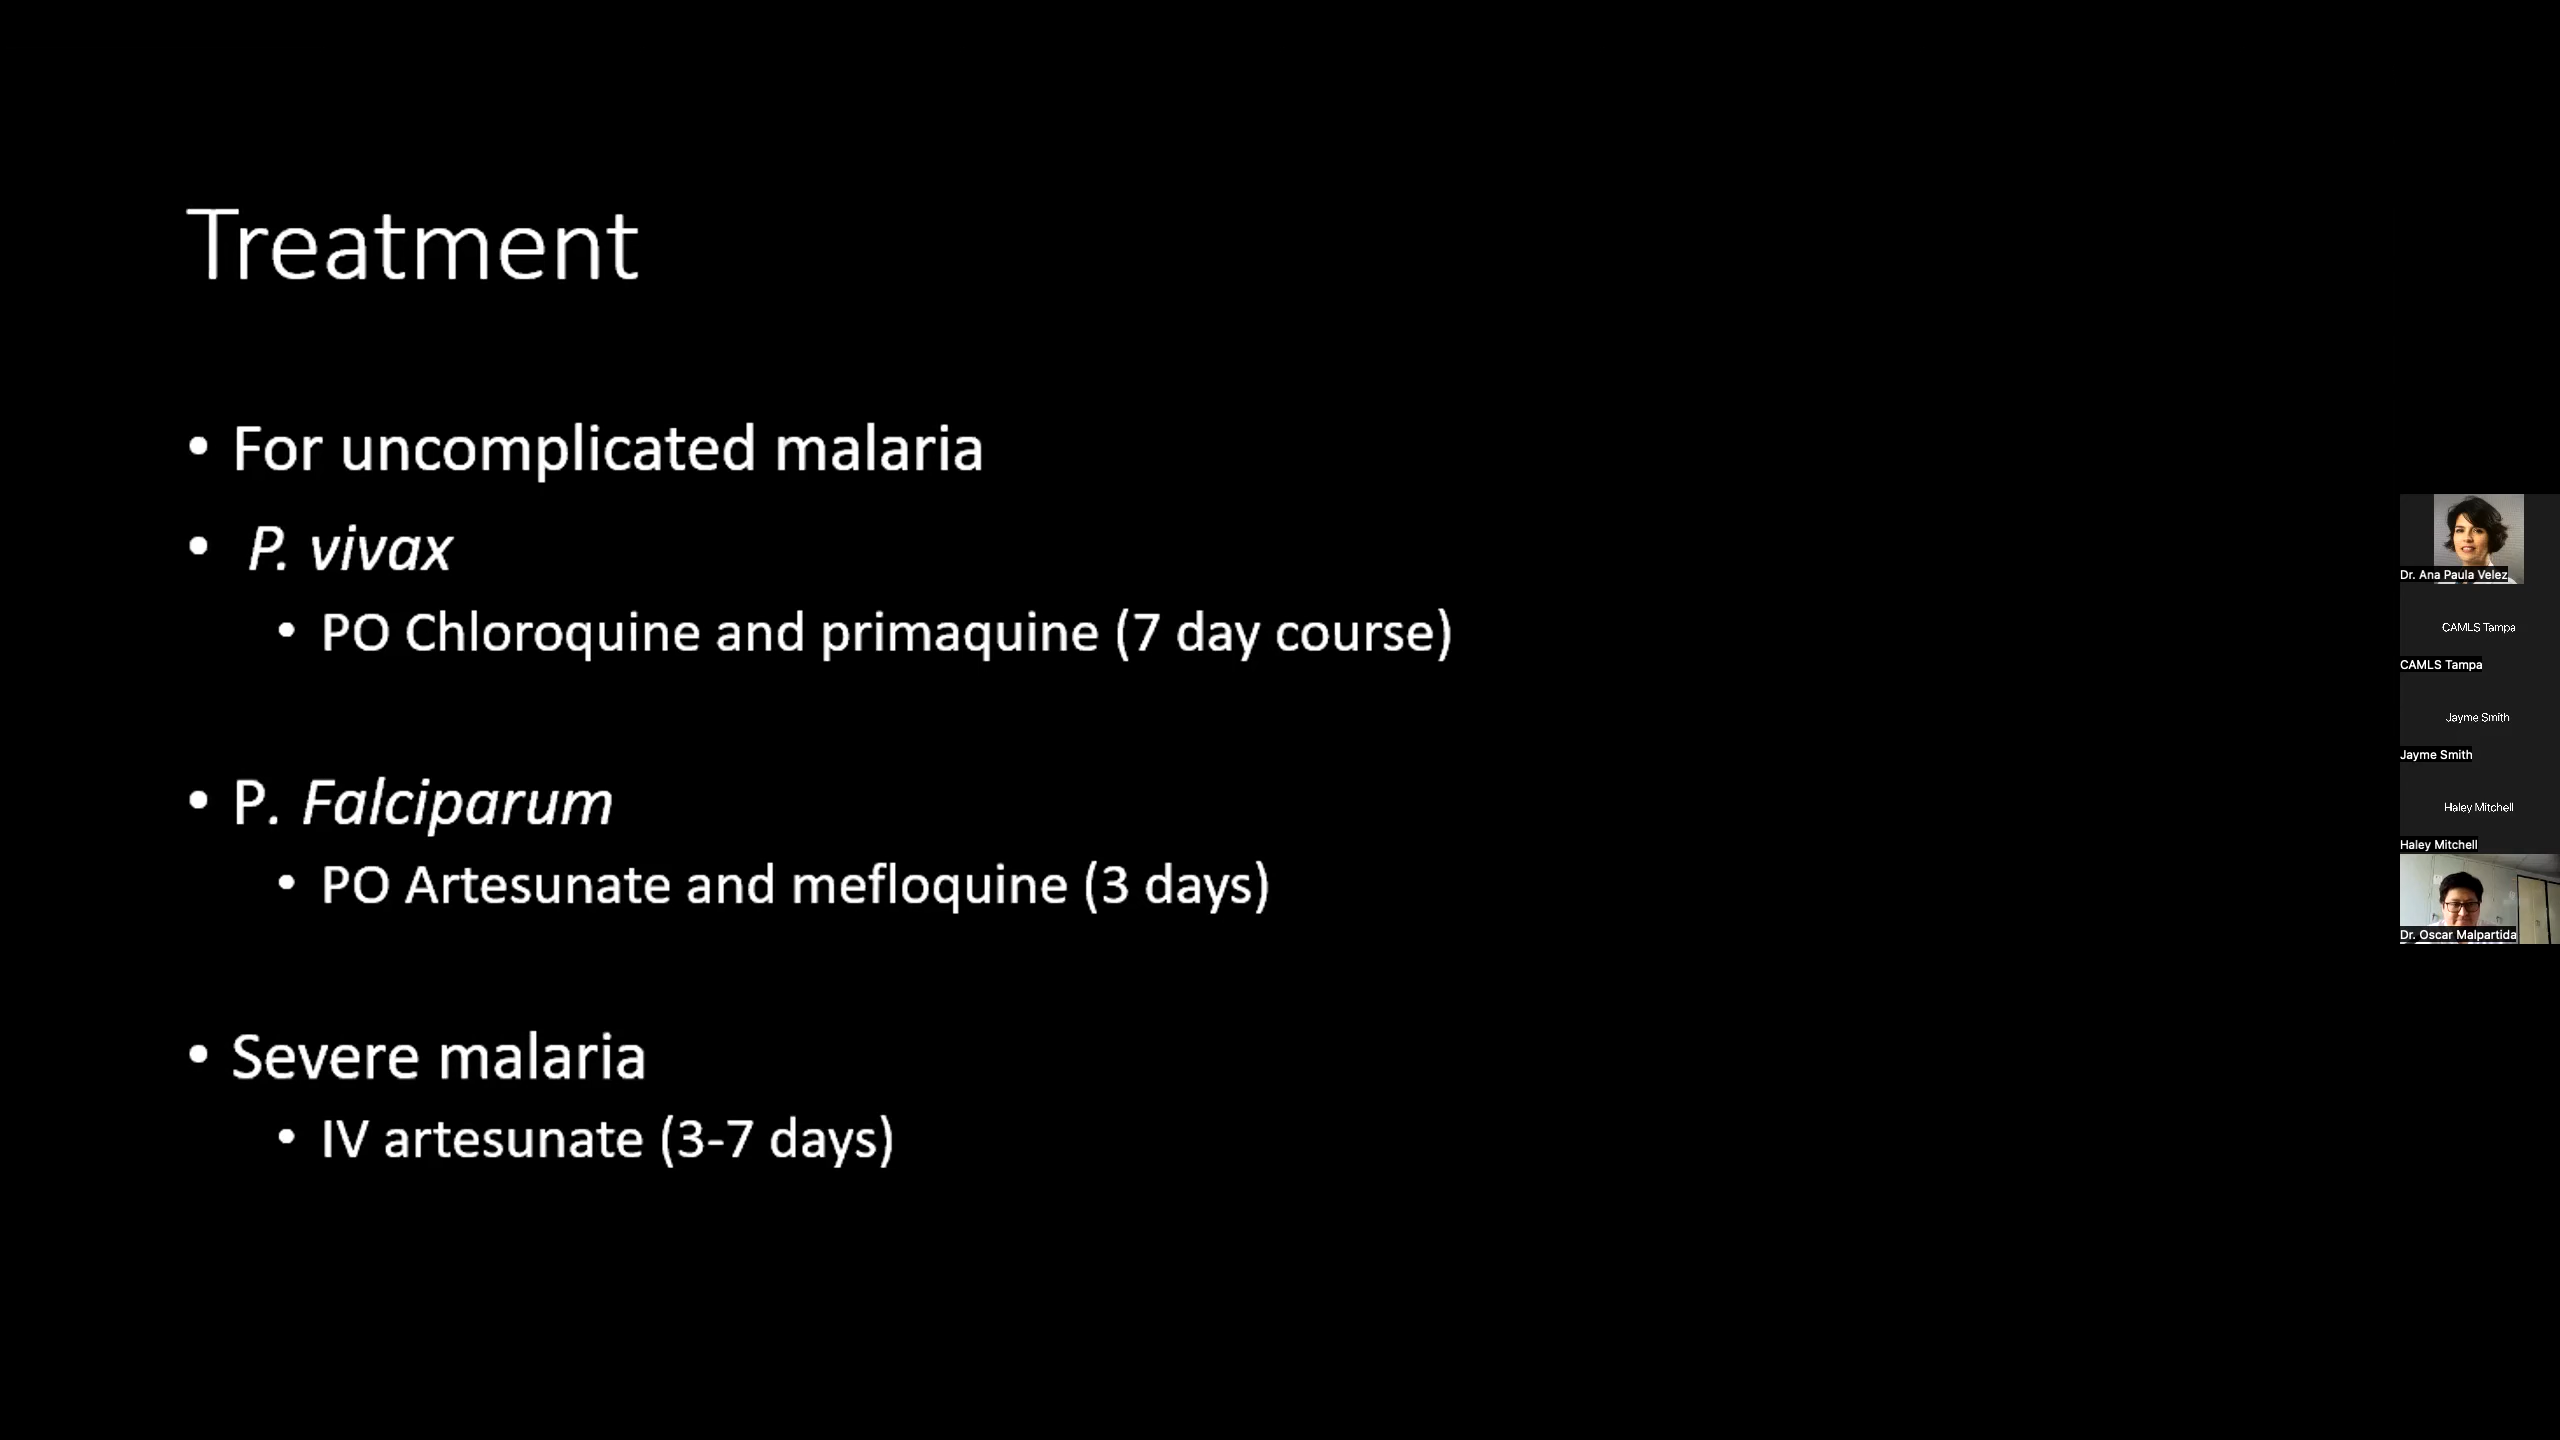 Treatment
• For uncomplicated malaria
• P. vivax
• PO Chloroquine and primaquine (7 day course)
• P. Falciparum
• PO Artesunate and mefloquine (3 days)
• Severe malaria
• IV artesunate (3-7 days)
Dr. Ana Paula Velez
CAMLS Tampa
CAMLS Tampa
Jayme Smith
Jayme Smith
Haley Mitchell
Haley Mitchell
Dr. Oscar Malpartida